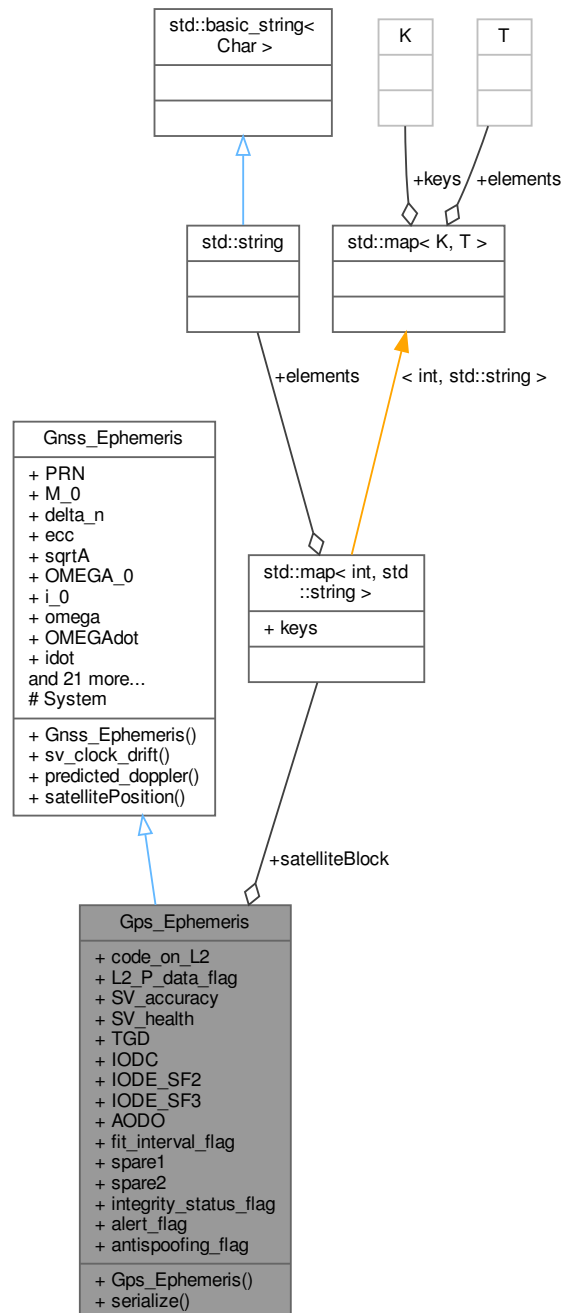 std::basic_string<
Char >
K
T
+keys
+elements
std::string
std::map< K, T >
+elements
< int, std::string >
Gnss_Ephemeris
+ PRN
+ M_0
+ delta_n
+ ecc
+ sqrtA
+ OMEGA_0
+ i_0
+ omega
+ OMEGAdot
+ idot
and 21 more...
# System
+ Gnss_Ephemeris()
+ sv_clock_drift()
+ predicted_doppler()
+ satellitePosition()
std::map< int, std
::string >
+ keys
+satelliteBlock
Gps_Ephemeris
+ code_on_L2
+ L2_P_data_flag
+ SV_accuracy
+ SV_health
+ TGD
+ IODC
+ IODE_SF2
+ IODE_SF3
+ AODO
+ fit_interval_flag
+ spare1
+ spare2
+ integrity_status_flag
+ alert_flag
+ antispoofing_flag
+ Gps_Ephemeris()
+ serialize()